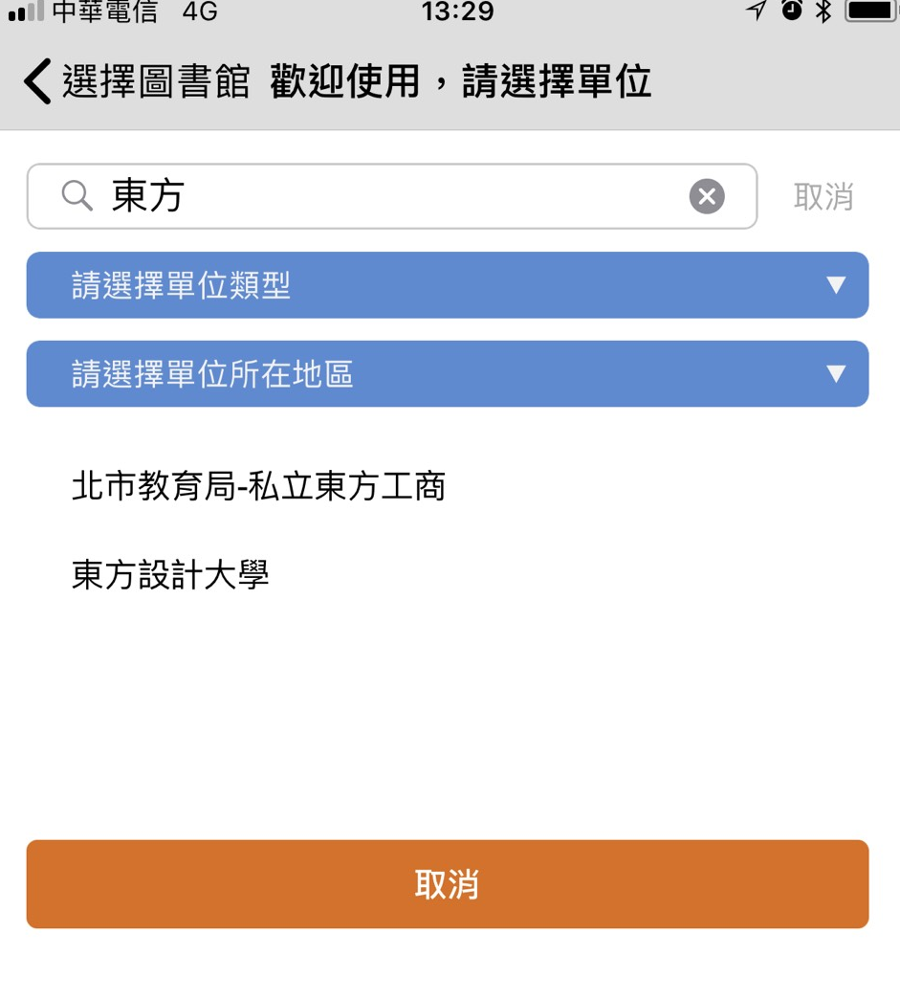 中華電信 4G 13:29
選擇圖書館 歡迎使用，請選擇單位
東方 取消
請選擇單位類型
請選擇單位所在地區
北市教育局-私立東方工商
東方設計大學
取消